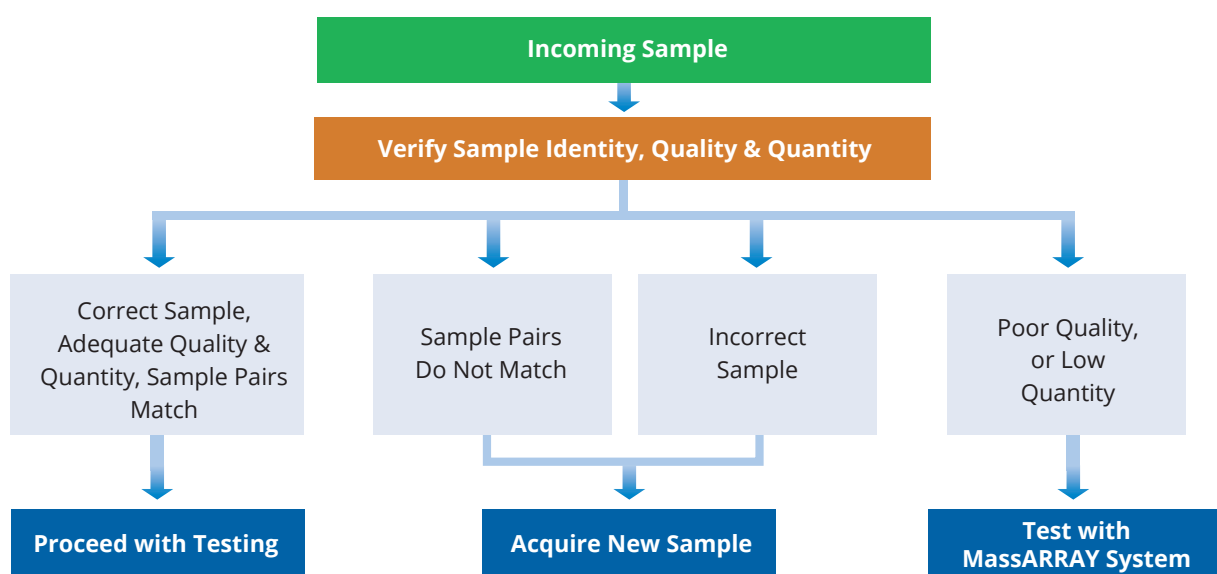 Incoming Sample
Verify Sample Identity, Quality & Quantity
Correct Sample,
Adequate Quality &
Quantity, Sample Pairs
Match
Sample Pairs
Do Not Match
Incorrect
Sample
Poor Quality,
or Low
Quantity
Proceed with Testing
Acquire New Sample
Test with
MassARRAY System